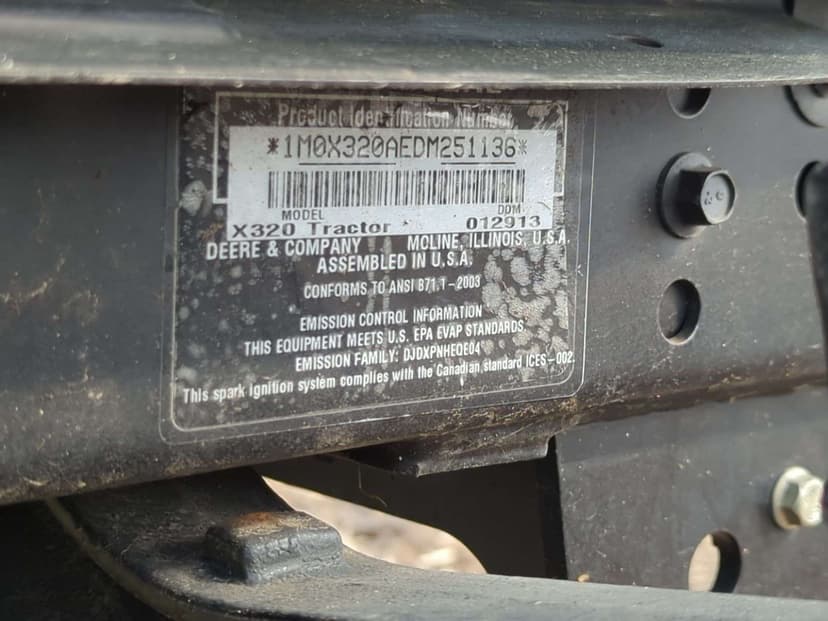 Product Identification Number
*1M0X320AEDM251136*
MODEL DOM
X320 Tractor 012913
DEERE & COMPANY MOLINE, ILLINOIS, U.S.A.
ASSEMBLED IN U.S.A.
CONFORMS TO ANSI B71.1-2003
EMISSION CONTROL INFORMATION
THIS EQUIPMENT MEETS U.S. EPA EVAP STANDARDS
EMISSION FAMILY: DJDXPNHEQE04
This spark ignition system complies with the Canadian standard ICES-002.